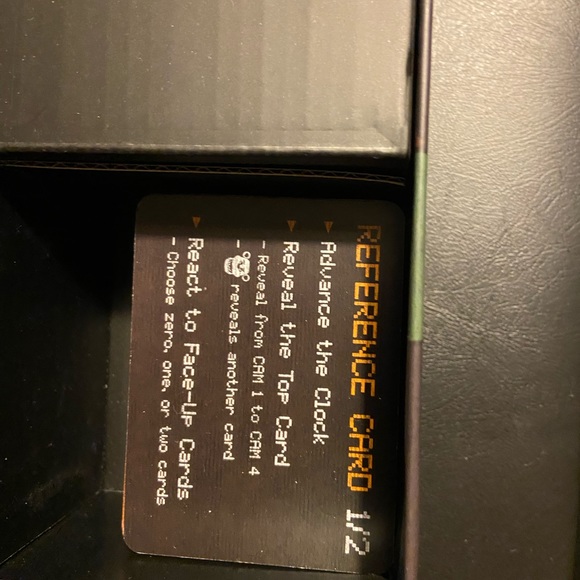 REFERENCE CARD 1/2
Advance the Clock
Reveal the Top Card
- Reveal from CAM 1 to CAM 4
- reveals another card
React to Face-Up Cards
- Choose zero, one, or two cards